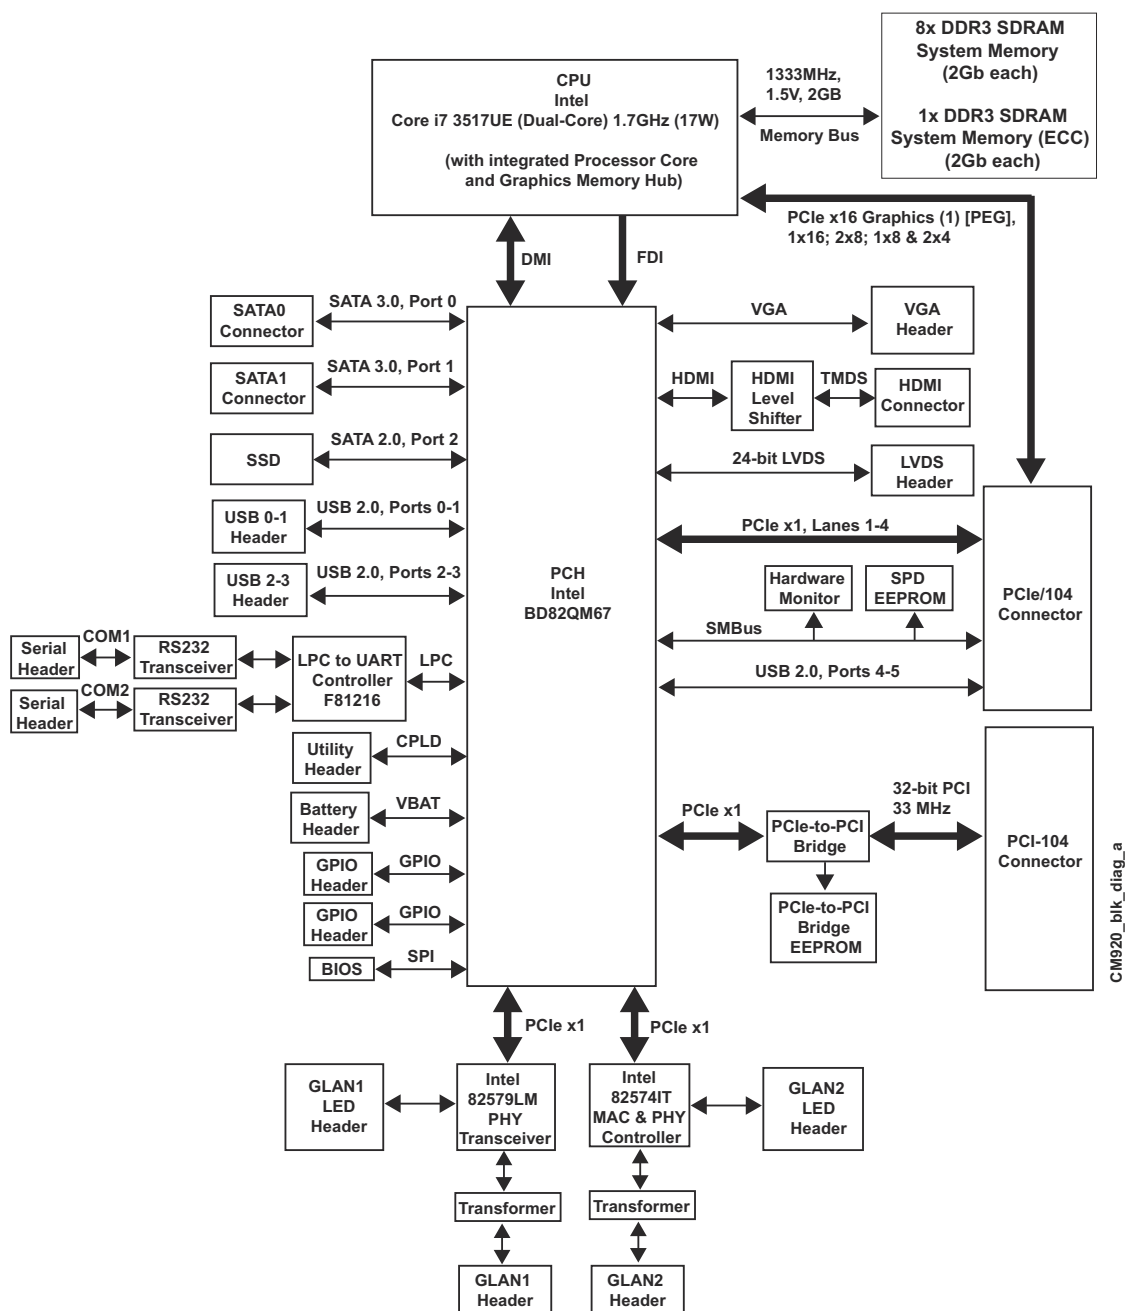 CPU
Intel
Core i7 3517UE (Dual-Core) 1.7GHz (17W)
(with integrated Processor Core
and Graphics Memory Hub)
1333MHz,
1.5V, 2GB
Memory Bus
8x DDR3 SDRAM
System Memory
(2Gb each)
1x DDR3 SDRAM
System Memory (ECC)
(2Gb each)
PCIe x16 Graphics (1) [PEG],
1x16; 2x8; 1x8 & 2x4
DMI
FDI
SATA0
Connector
SATA 3.0, Port 0
SATA1
Connector
SATA 3.0, Port 1
SSD
SATA 2.0, Port 2
USB 0-1
Header
USB 2.0, Ports 0-1
USB 2-3
Header
USB 2.0, Ports 2-3
Serial
Header
COM1
RS232
Transceiver
Serial
Header
COM2
RS232
Transceiver
LPC to UART
Controller
F81216
LPC
Utility
Header
CPLD
Battery
Header
VBAT
GPIO
Header
GPIO
GPIO
Header
GPIO
BIOS
SPI
PCH
Intel
BD82QM67
VGA
VGA
Header
HDMI
HDMI
Level
Shifter
TMDS
HDMI
Connector
24-bit LVDS
LVDS
Header
PCIe x1, Lanes 1-4
Hardware
Monitor
SPD
EEPROM
SMBus
USB 2.0, Ports 4-5
PCIe/104
Connector
PCIe x1
PCIe-to-PCI
Bridge
32-bit PCI
33 MHz
PCI-104
Connector
PCIe-to-PCI
Bridge
EEPROM
CM920_blk_diag_a
PCIe x1
PCIe x1
GLAN1
LED
Header
Intel
82579LM
PHY
Transceiver
Intel
82574IT
MAC & PHY
Controller
GLAN2
LED
Header
Transformer
Transformer
GLAN1
Header
GLAN2
Header